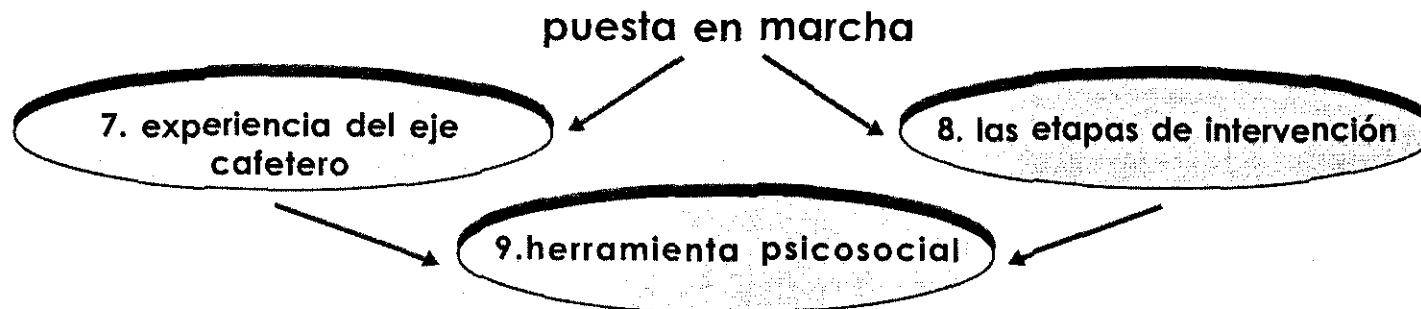 puesta en marcha
7. experiencia del eje
cafetero
8. las etapas de intervención
9.herramienta psicosocial